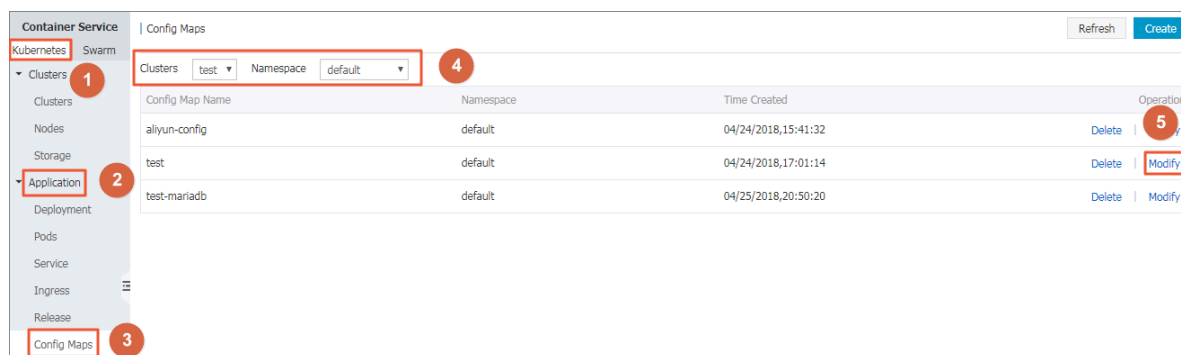 Container Service
Kubernetes Swarm
1
Clusters
Clusters
Nodes
Storage
Application
2
Deployment
Pods
Service
Ingress
Release
Config Maps
3
Config Maps
Refresh
Create
Clusters test Namespace default
4
Config Map Name Namespace Time Created Operation
5
aliyun-config default 04/24/2018,15:41:32 Delete |
test default 04/24/2018,17:01:14 Delete | Modify
test-mariadb default 04/25/2018,20:50:20 Delete | Modify